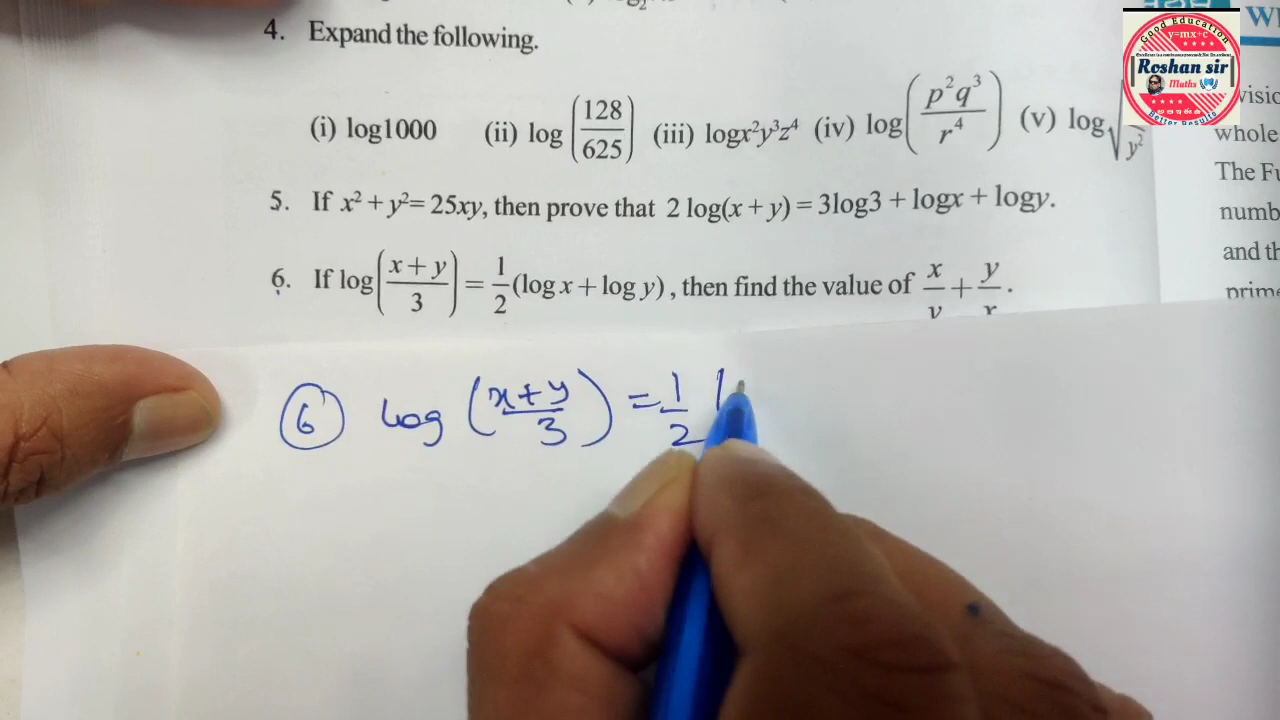 4. Expand the following.
(i) log1000 (ii) log(128/625) (iii) logx²y³z⁴ (iv) log(p²q³/r⁴) (v) log√ y²
5. If x² + y² = 25xy, then prove that 2 log(x + y) = 3log3 + logx + logy.
6. If log((x + y)/3) = 1/2 (log x + log y), then find the value of x/y + y/x.
6 log((x+y)/3) = 1/2
Good Education
y=mx+c
Roshan sir
Maths
Better Results
whole
The Fu
numb
and th
prime